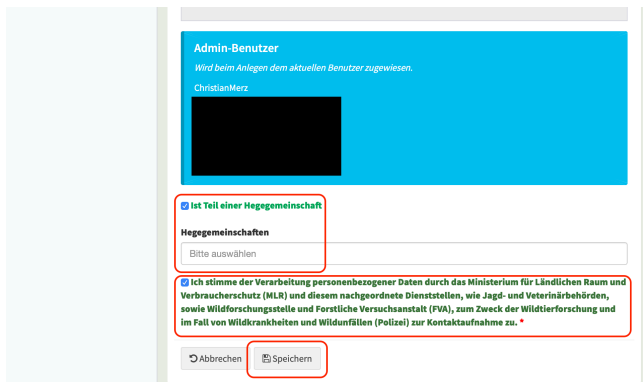 Admin-Benutzer
Wird beim Anlegen dem aktuellen Benutzer zugewiesen.
ChristianMerz
Ist Teil einer Hegegemeinschaft
Hegegemeinschaften
Bitte auswählen
Ich stimme der Verarbeitung personenbezogener Daten durch das Ministerium für Ländlichen Raum und
Verbraucherschutz (MLR) und diesem nachgeordnete Dienststellen, wie Jagd- und Veterinärbehörden,
sowie Wildforschungsstelle und Forstliche Versuchsanstalt (FVA), zum Zweck der Wildtierforschung und
im Fall von Wildkrankheiten und Wildunfällen (Polizei) zur Kontaktaufnahme zu. *
Abbrechen
Speichern